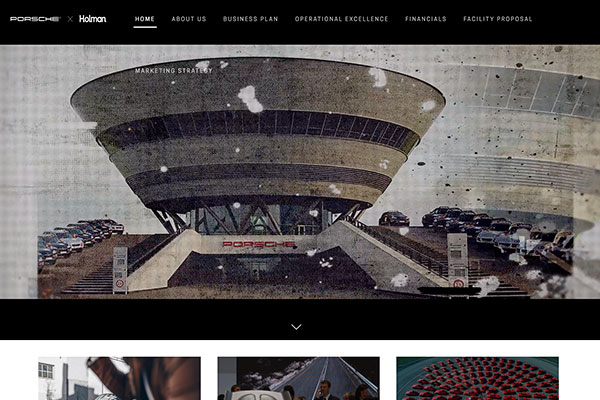 PORSCHE X Holman HOME ABOUT US BUSINESS PLAN OPERATIONAL EXCELLENCE FINANCIALS FACILITY PROPOSAL
MARKETING STRATEGY
PORSCHE